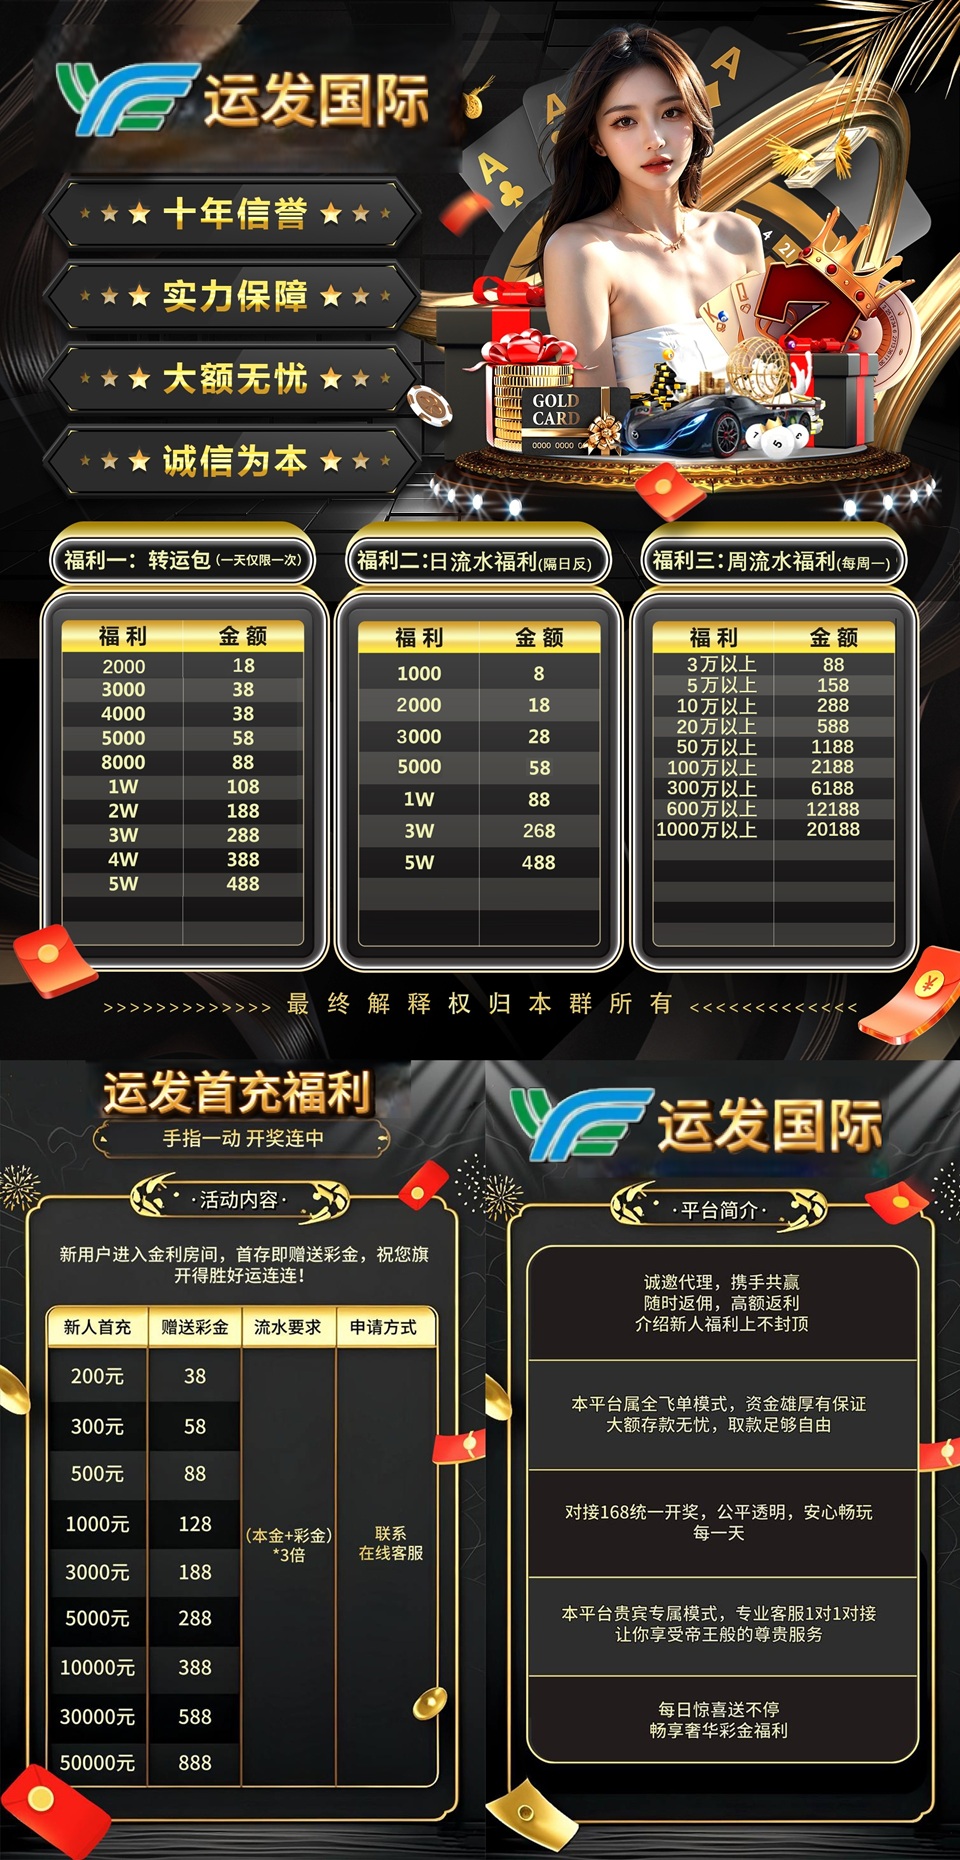 运发国际
十年信誉
实力保障
大额无忧
诚信为本
A
A
A
K
4 21
7
GOLD
CARD
0000 0000 0
5
福利一：转运包(一天仅限一次)
福利 金额
2000 18
3000 38
4000 38
5000 58
8000 88
1W 108
2W 188
3W 288
4W 388
5W 488
福利二:日流水福利(隔日反)
福利 金额
1000 8
2000 18
3000 28
5000 58
1W 88
3W 268
5W 488
福利三:周流水福利(每周一)
福利 金额
3万以上 88
5万以上 158
10万以上 288
20万以上 588
50万以上 1188
100万以上 2188
300万以上 6188
600万以上 12188
1000万以上 20188
>>>>>>>>>>>>> 最终解释权归本群所有 <<<<<<<<<<<<<
¥
运发首充福利
手指一动 开奖连中
·活动内容·
新用户进入金利房间，首存即赠送彩金，祝您旗
开得胜好运连连！
新人首充 赠送彩金 流水要求 申请方式
200元 38
300元 58
500元 88
1000元 128
3000元 188
5000元 288
10000元 388
30000元 588
50000元 888
（本金+彩金）
*3倍
联系
在线客服
运发国际
·平台简介·
诚邀代理，携手共赢
随时返佣，高额返利
介绍新人福利上不封顶
本平台属全飞单模式，资金雄厚有保证
大额存款无忧，取款足够自由
对接168统一开奖，公平透明，安心畅玩
每一天
本平台贵宾专属模式，专业客服1对1对接
让你享受帝王般的尊贵服务
每日惊喜送不停
畅享奢华彩金福利